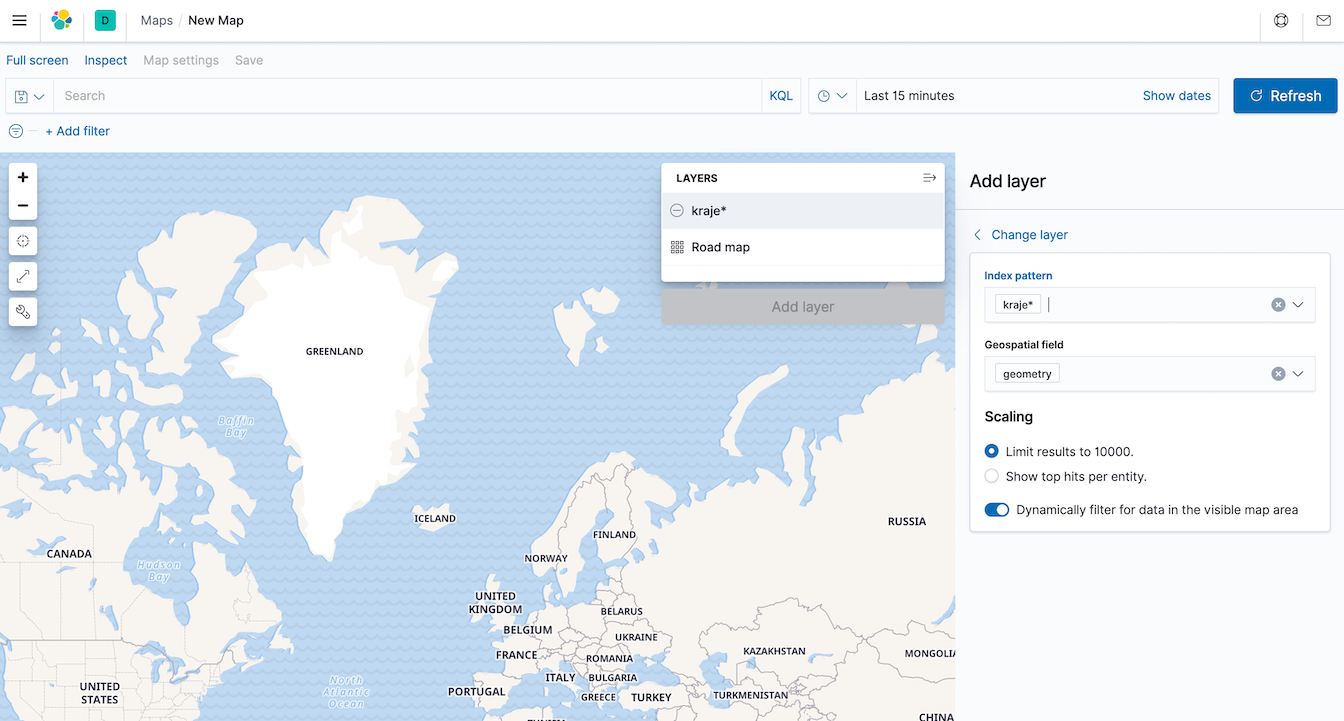 D Maps / New Map
Full screen Inspect Map settings Save
Search KQL Last 15 minutes Show dates Refresh
+ Add filter
LAYERS
kraje*
Road map
Add layer
GREENLAND
Baffin
Bay
ICELAND
RUSSIA
FINLAND
NORWAY
CANADA
Hudson
Bay
UNITED
KINGDOM
BELARUS
BELGIUM
UKRAINE
FRANCE
ROMANIA
KAZAKHSTAN
MONGOLIA
ITALY
BULGARIA
North
Atlantic
Ocean
UNITED
STATES
PORTUGAL
GREECE
TURKEY
TURKMENISTAN
CHINA
Add layer
Change layer
Index pattern
kraje*
Geospatial field
geometry
Scaling
Limit results to 10000.
Show top hits per entity.
Dynamically filter for data in the visible map area